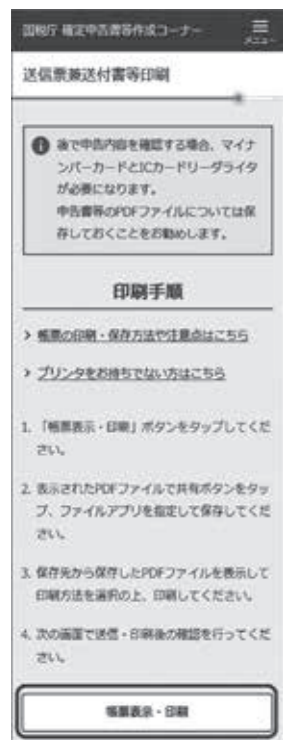 国税庁 確定申告書等作成コーナー
メニュー
送信票兼送付書等印刷
後で申告内容を確認する場合、マイナ
ンバーカードとICカードリーダライタ
が必要になります。
申告書等のPDFファイルについては保
存しておくことをお勧めします。
印刷手順
> 帳票の印刷・保存方法や注意点はこちら
> プリンタをお持ちでない方はこちら
1. 「帳票表示・印刷」ボタンをタップしてくだ
さい。
2. 表示されたPDFファイルで共有ボタンをタッ
プ、ファイルアプリを指定して保存してくだ
さい。
3. 保存先から保存したPDFファイルを表示して
印刷方法を選択の上、印刷してください。
4. 次の画面で送信・印刷後の確認を行ってくだ
さい。
帳票表示・印刷